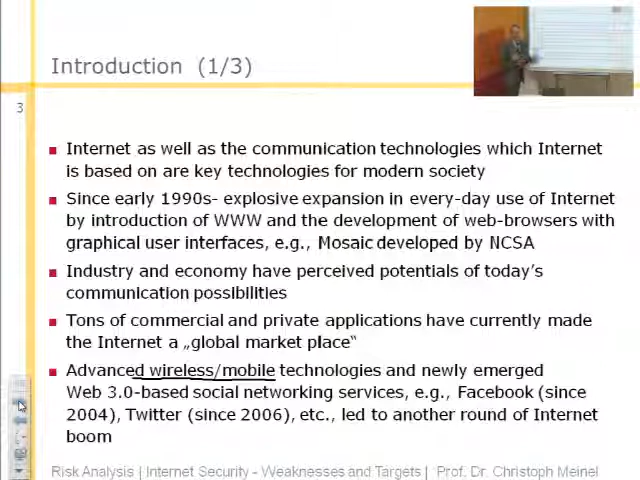 Introduction (1/3)
3
Internet as well as the communication technologies which Internet
is based on are key technologies for modern society
Since early 1990s- explosive expansion in every-day use of Internet
by introduction of WWW and the development of web-browsers with
graphical user interfaces, e.g., Mosaic developed by NCSA
Industry and economy have perceived potentials of today's
communication possibilities
Tons of commercial and private applications have currently made
the Internet a „global market place"
Advanced wireless/mobile technologies and newly emerged
Web 3.0-based social networking services, e.g., Facebook (since
2004), Twitter (since 2006), etc., led to another round of Internet
boom
Risk Analysis | Internet Security - Weaknesses and Targets | Prof. Dr. Christoph Meinel